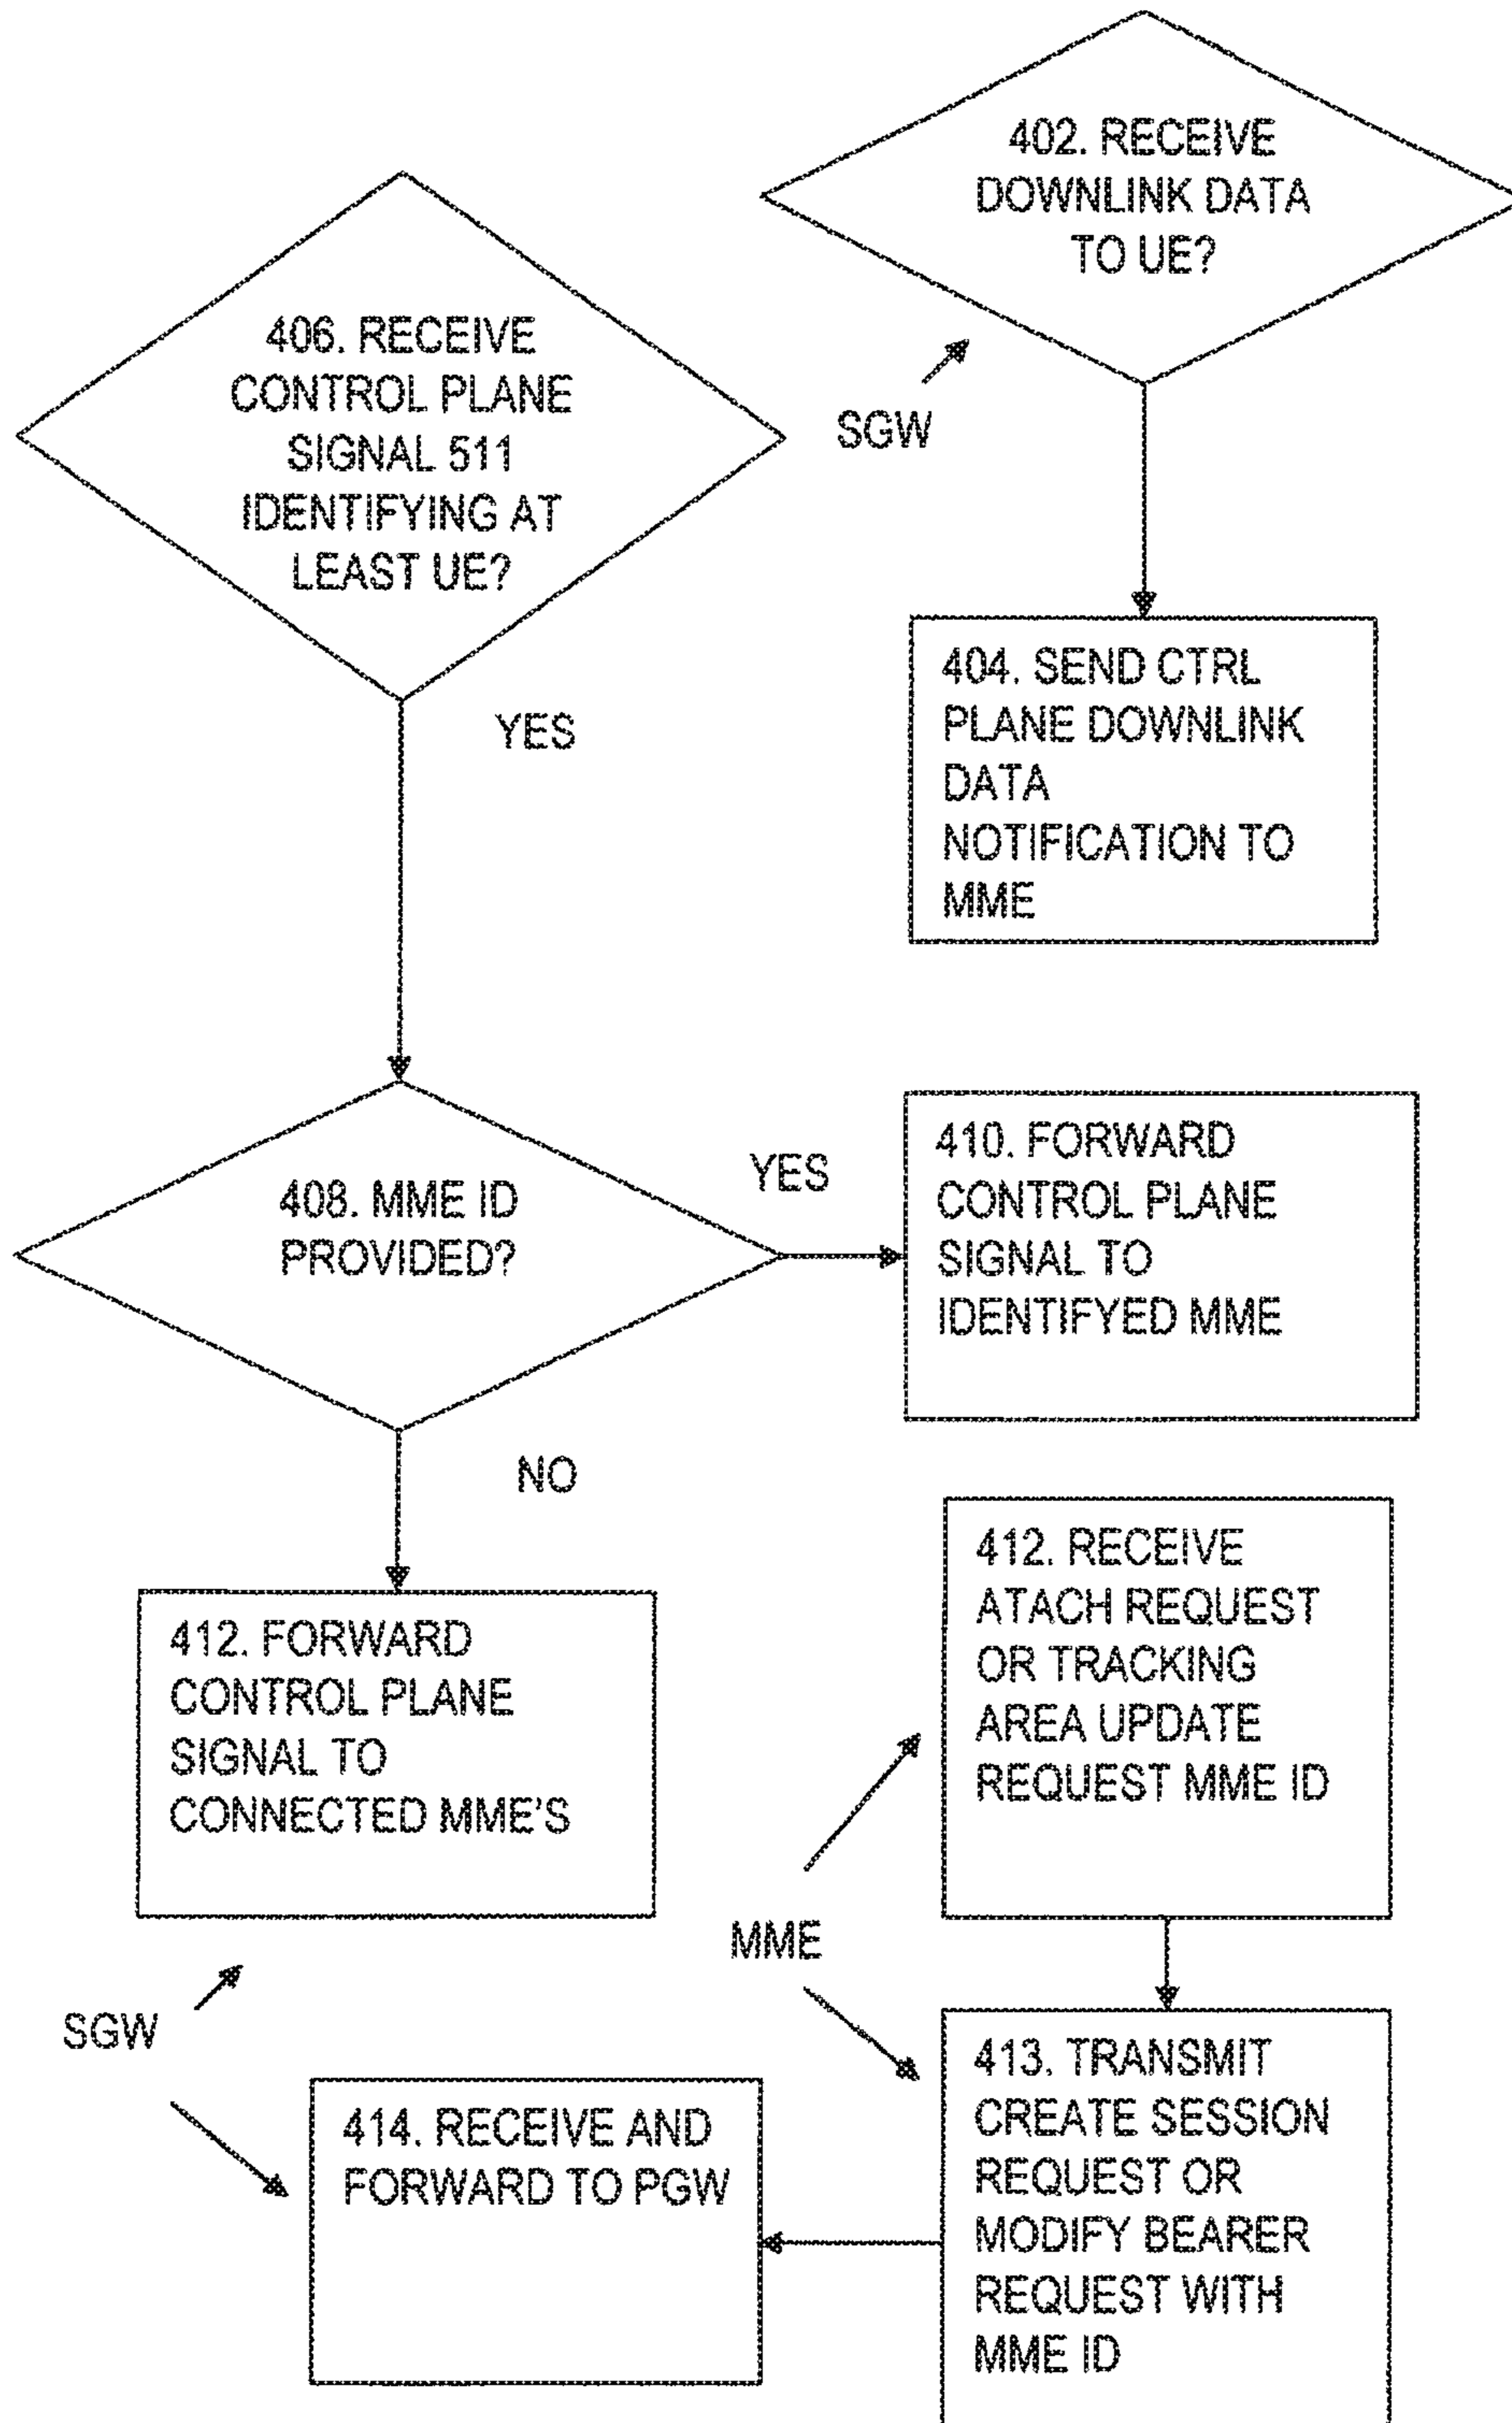 402. RECEIVE
DOWNLINK DATA
TO UE?
SGW
406. RECEIVE
CONTROL PLANE
SIGNAL 511
IDENTIFYING AT
LEAST UE?
YES
404. SEND CTRL
PLANE DOWNLINK
DATA
NOTIFICATION TO
MME
408. MME ID
PROVIDED?
YES
410. FORWARD
CONTROL PLANE
SIGNAL TO
IDENTIFYED MME
NO
412. FORWARD
CONTROL PLANE
SIGNAL TO
CONNECTED MME'S
412. RECEIVE
ATACH REQUEST
OR TRACKING
AREA UPDATE
REQUEST MME ID
MME
SGW
413. TRANSMIT
CREATE SESSION
REQUEST OR
MODIFY BEARER
REQUEST WITH
MME ID
414. RECEIVE AND
FORWARD TO PGW